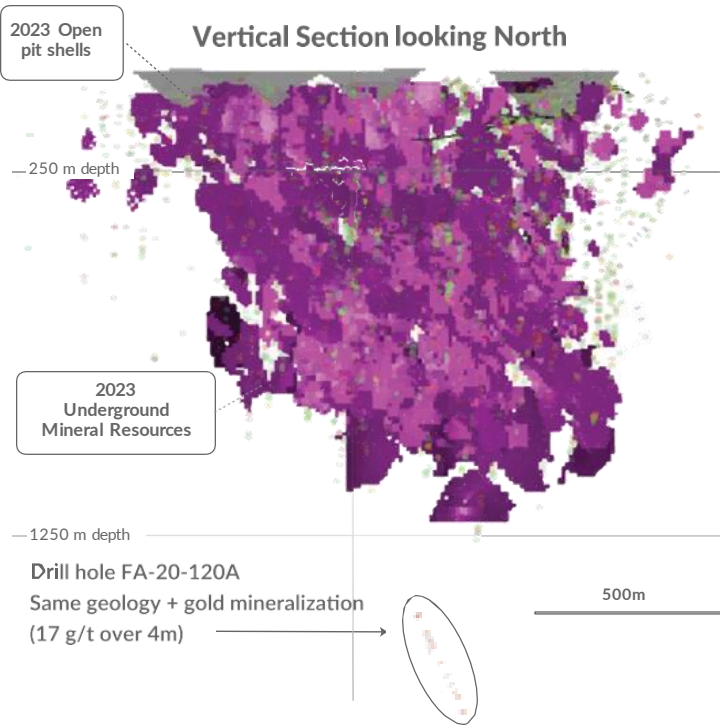 2023 Open
pit shells
Vertical Section looking North
250 m depth
2023
Underground
Mineral Resources
1250 m depth
Drill hole FA-20-120A
Same geology + gold mineralization
(17 g/t over 4m)
500m